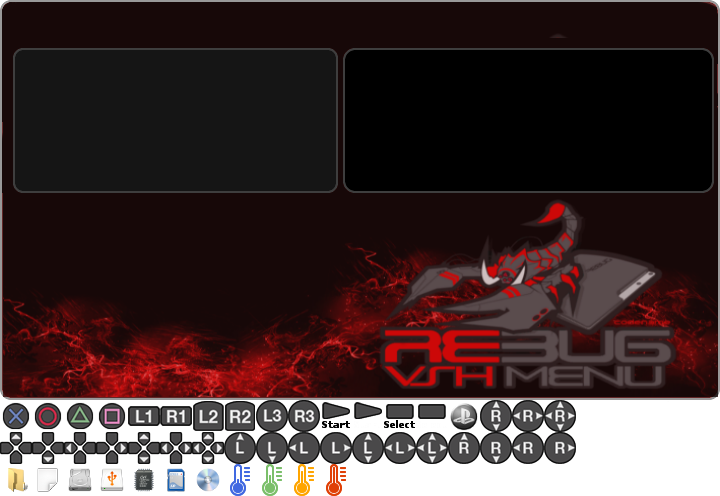 REBUG
VSH MENU
L1 R1 L2 R2 L3 R3 Start Select R R R
L L L L L L L R R R R